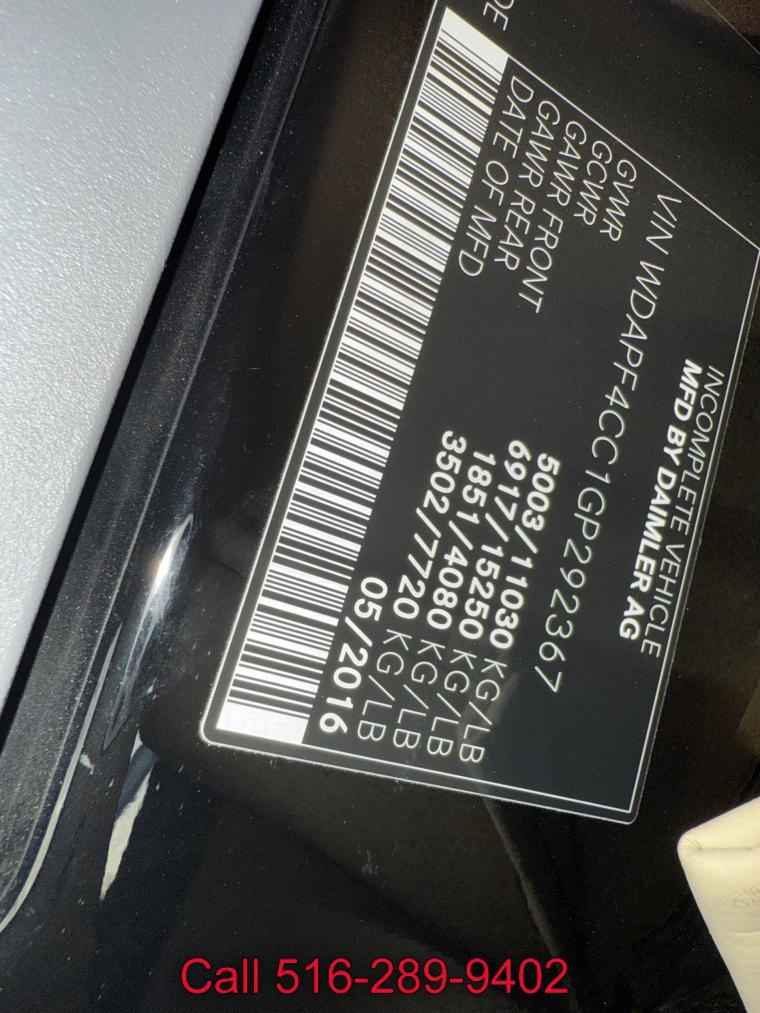 INCOMPLETE VEHICLE
MFD BY DAIMLER AG
VIN WDAPF4CC1GP292367
GVWR 5003/11030 KG/LB
GCWR 6917/15250 KG/LB
GAWR FRONT 1851/4080 KG/LB
GAWR REAR 3502/7720 KG/LB
DATE OF MFD 05/2016
Call 516-289-9402